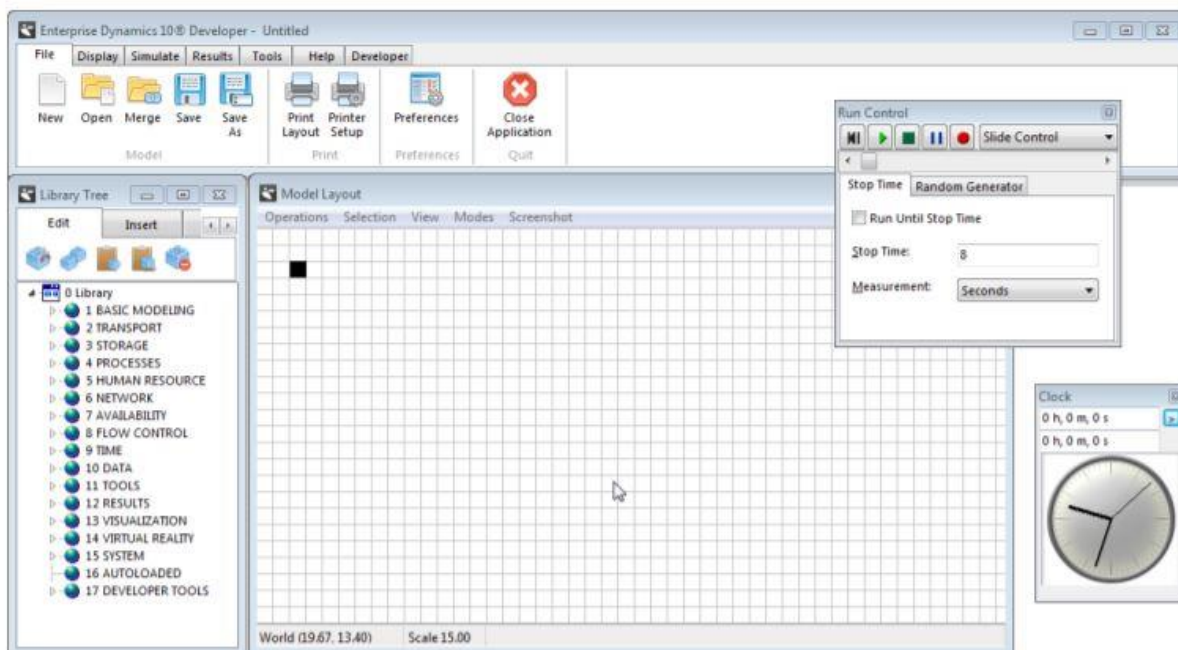 Enterprise Dynamics 10® Developer - Untitled
File Display Simulate Results Tools Help Developer
New Open Merge Save Save As Print Layout Printer Setup Preferences Close Application
Model Print Preferences Quit
Run Control
Slide Control
Stop Time Random Generator
Run Until Stop Time
Stop Time: 8
Measurement: Seconds
Library Tree
Edit Insert
0 Library
1 BASIC MODELING
2 TRANSPORT
3 STORAGE
4 PROCESSES
5 HUMAN RESOURCE
6 NETWORK
7 AVAILABILITY
8 FLOW CONTROL
9 TIME
10 DATA
11 TOOLS
12 RESULTS
13 VISUALIZATION
14 VIRTUAL REALITY
15 SYSTEM
16 AUTOLOADED
17 DEVELOPER TOOLS
Model Layout
Operations Selection View Modes Screenshot
World (19.67, 13.40) Scale 15.00
Clock
0 h, 0 m, 0 s
0 h, 0 m, 0 s